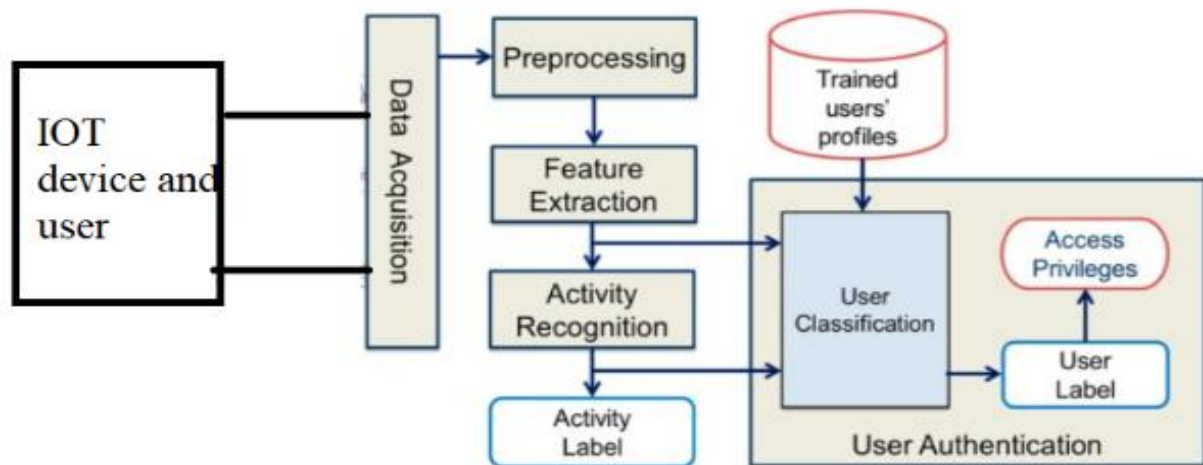 IOT
device and
user
Data Acquisition
Preprocessing
Feature
Extraction
Activity
Recognition
Activity
Label
Trained
users'
profiles
User
Classification
Access
Privileges
User
Label
User Authentication